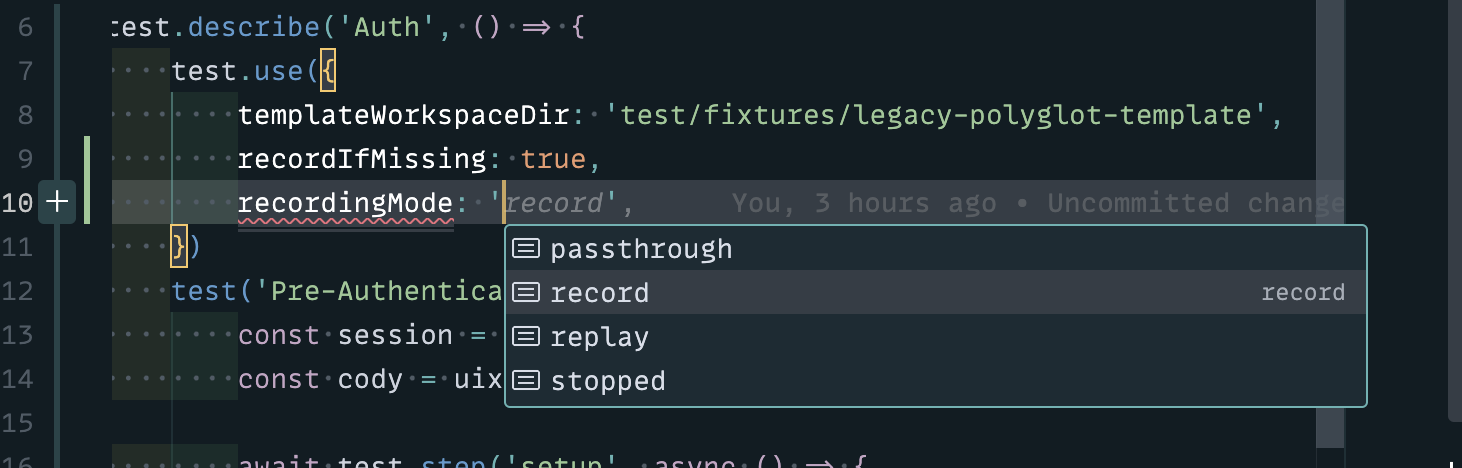 6 test.describe('Auth', () => {
7 test.use({
8 templateWorkspaceDir: 'test/fixtures/legacy-polyglot-template',
9 recordIfMissing: true,
10 recordingMode: 'record', You, 3 hours ago • Uncommitted change
11 })
passthrough
12 test('Pre-Authentica
record record
13 const session =
replay
14 const cody = uix
stopped
15
16 await test.step('setup', async () => {